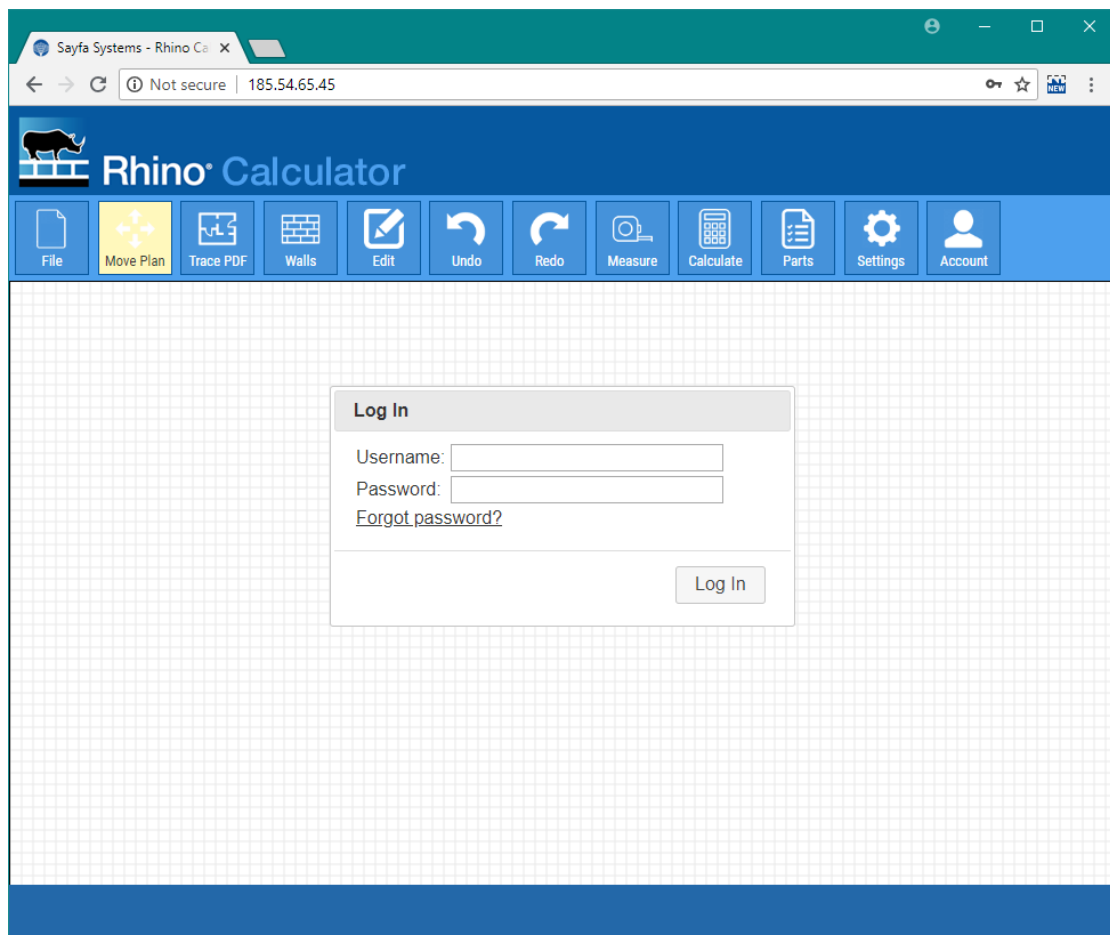 Sayfa Systems - Rhino Ca
Not secure | 185.54.65.45
NEW
Rhino® Calculator
File
Move Plan
Trace PDF
Walls
Edit
Undo
Redo
Measure
Calculate
Parts
Settings
Account
Log In
Username:
Password:
Forgot password?
Log In